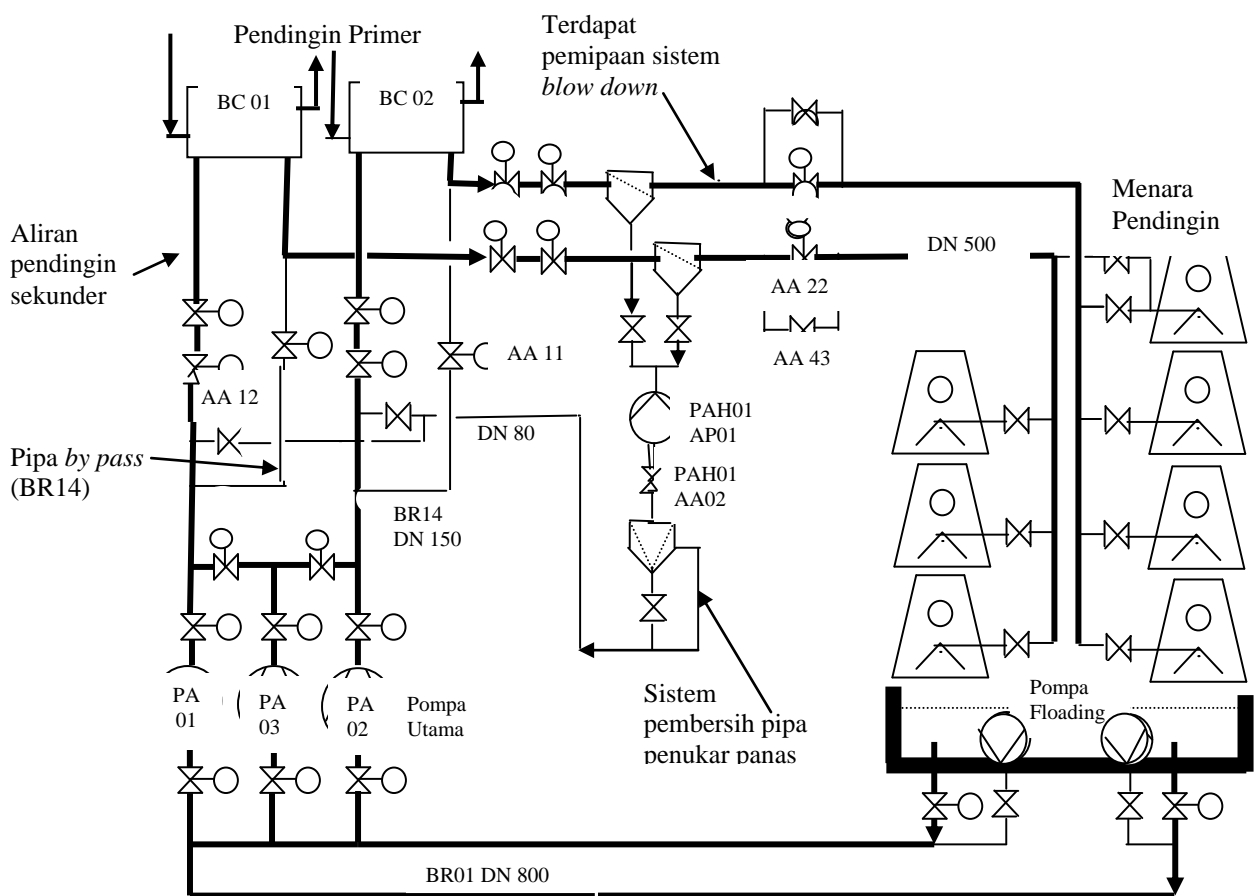 Pendingin Primer
Terdapat
pemipaan sistem
blow down
BC 01
BC 02
Menara
Pendingin
Aliran
pendingin
sekunder
DN 500
AA 22
AA 11
AA 43
AA 12
DN 80
PAH01
AP01
Pipa by pass
(BR14)
PAH01
AA02
BR14
DN 150
PA
01
PA
03
PA
02
Pompa
Utama
Sistem
pembersih pipa
penukar panas
Pompa
Floading
BR01 DN 800